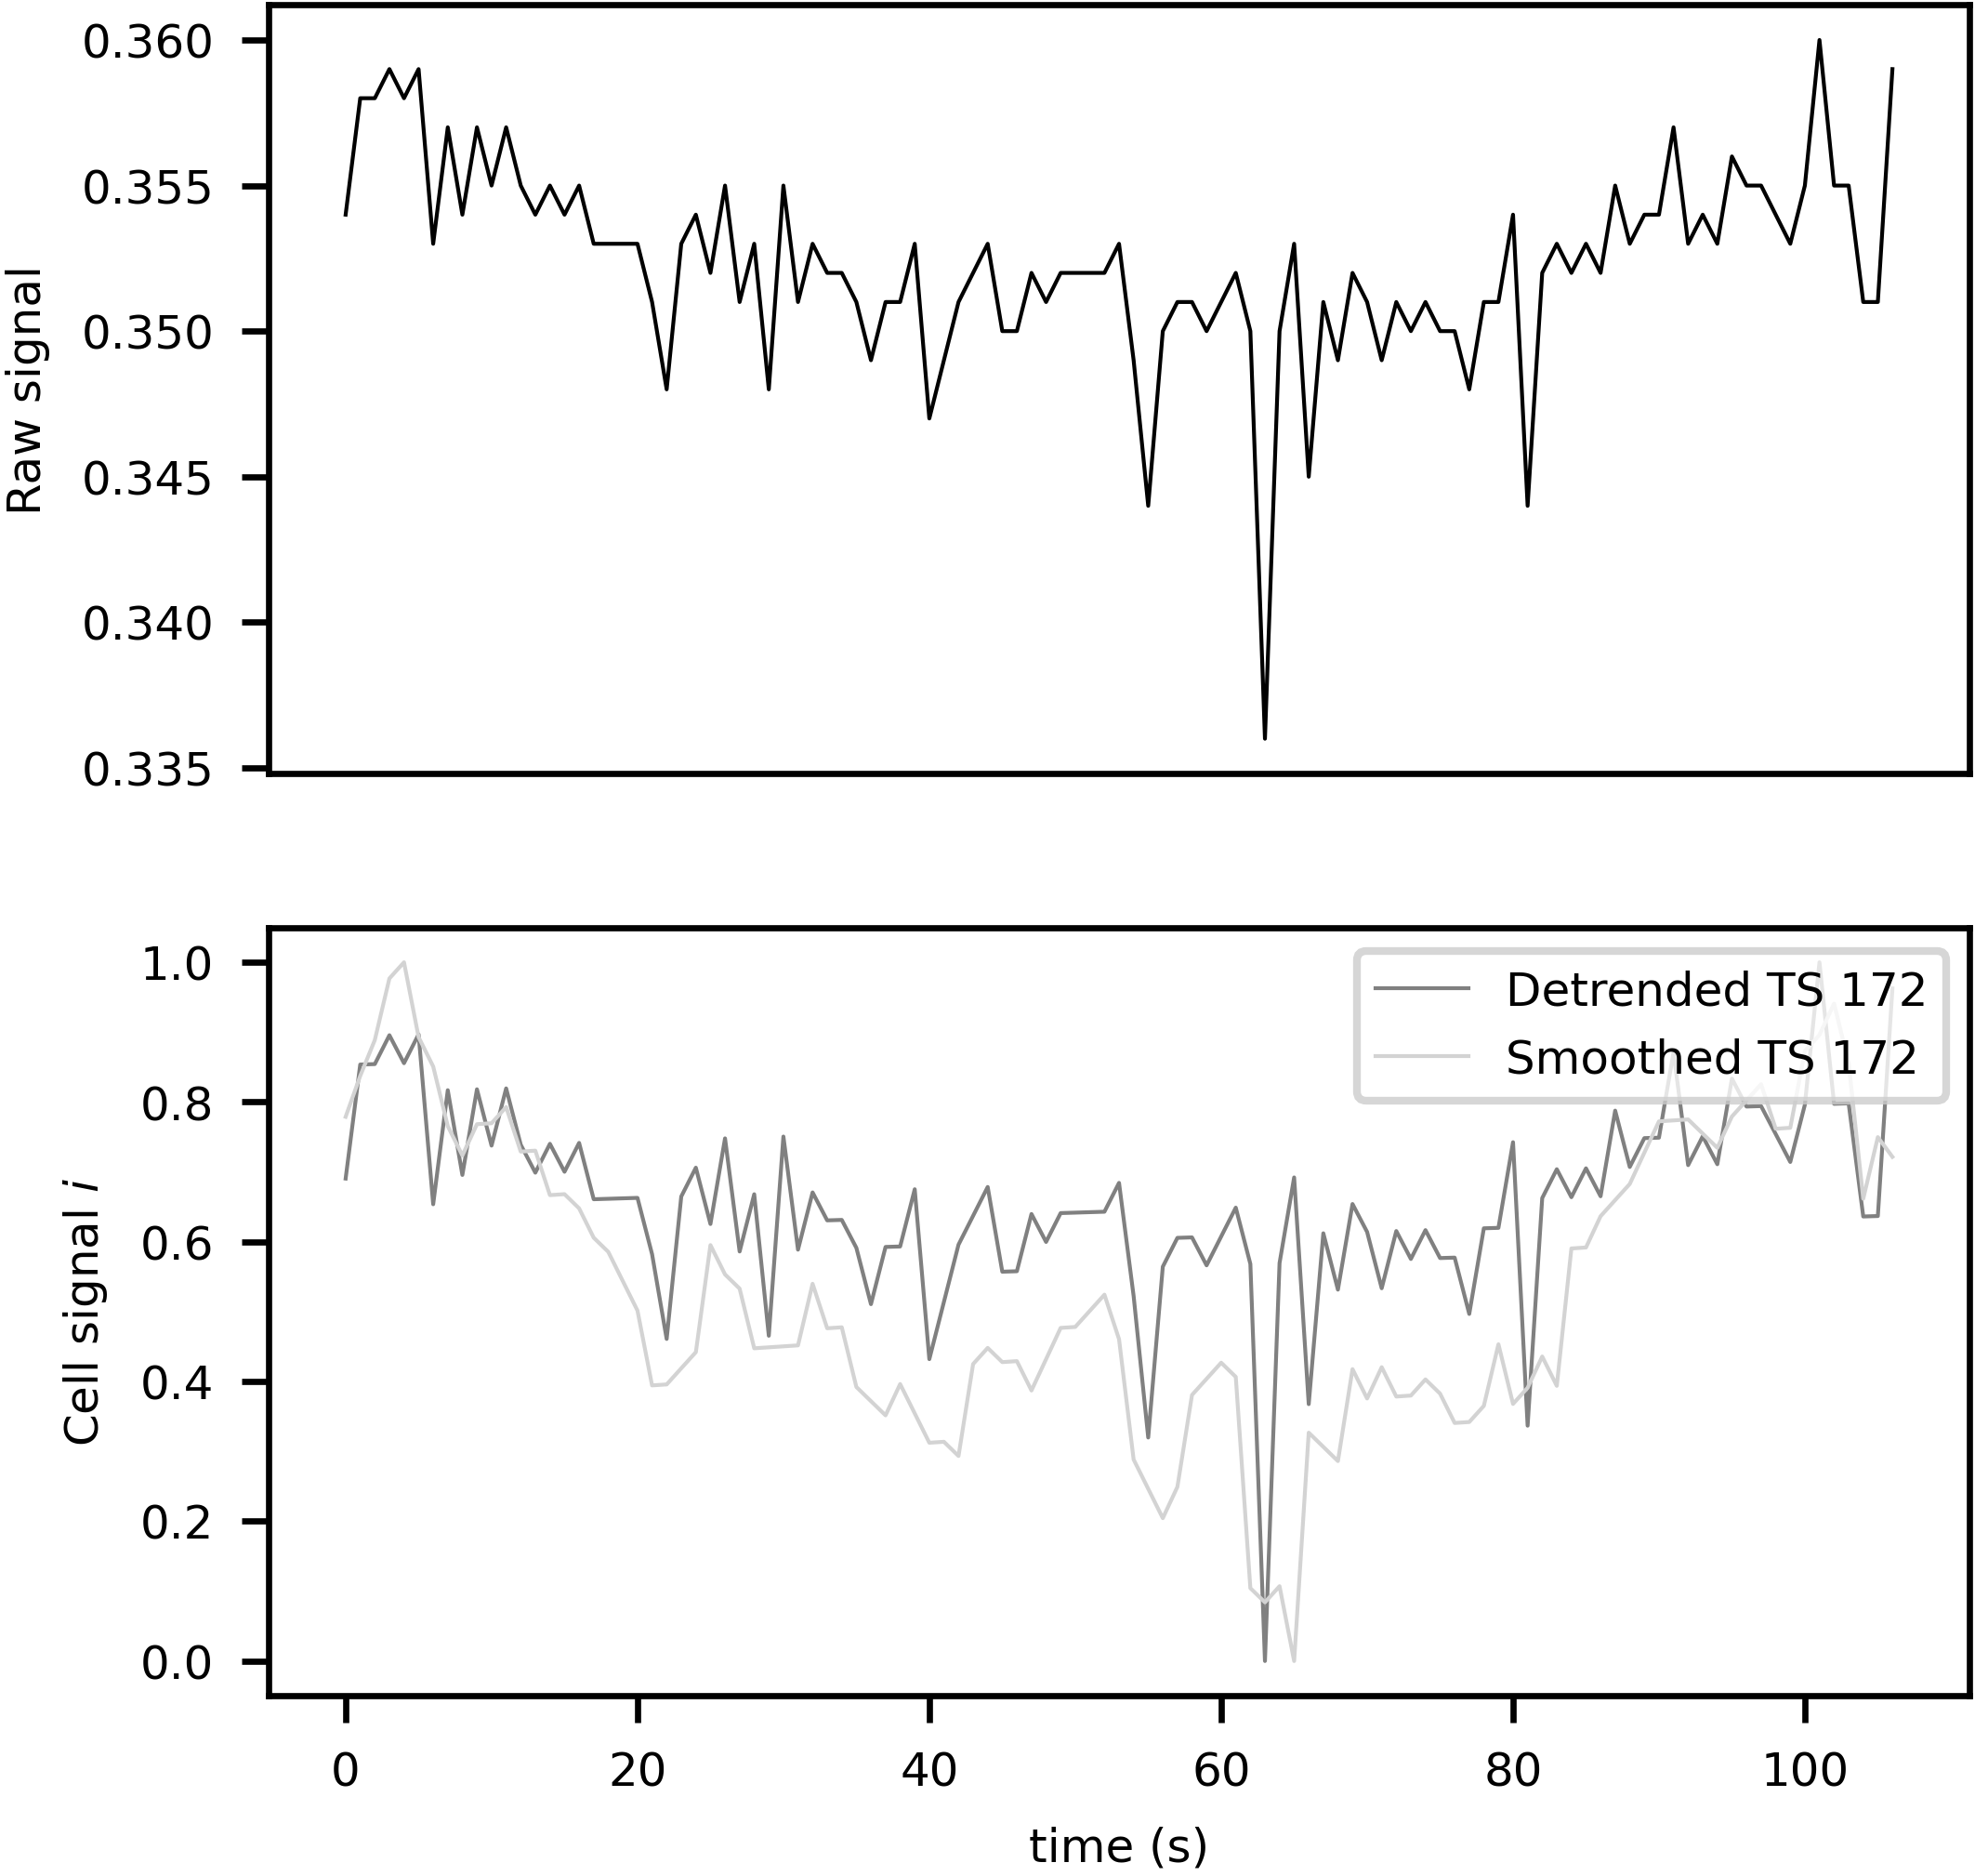 0.360
0.355
0.350
0.345
0.340
0.335
Raw signal
1.0
0.8
0.6
0.4
0.2
0.0
Cell signal i
Detrended TS 172
Smoothed TS 172
0 20 40 60 80 100
time (s)